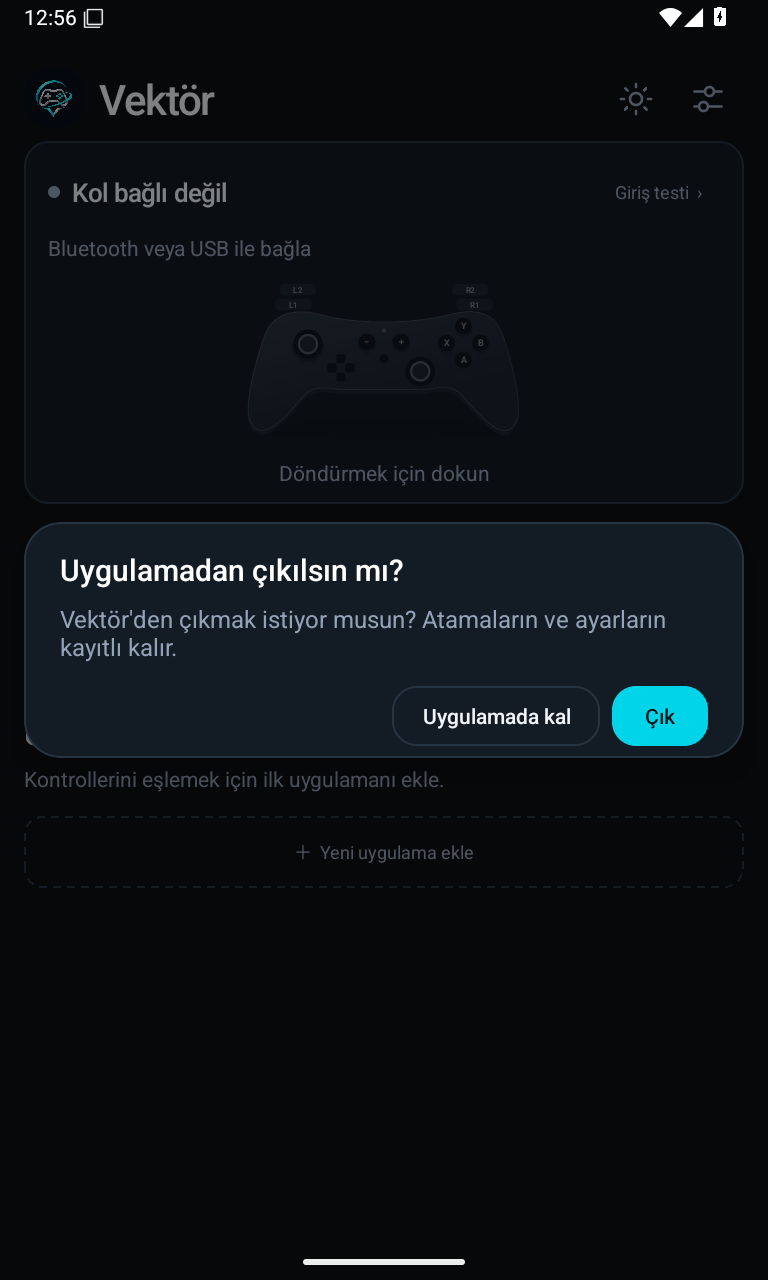 12:56
Vektör
Kol bağlı değil
Giriş testi ›
Bluetooth veya USB ile bağla
L2
R2
L1
R1
Y
X
B
A
Döndürmek için dokun
Uygulamadan çıkılsın mı?
Vektör'den çıkmak istiyor musun? Atamaların ve ayarların
kayıtlı kalır.
Uygulamada kal
Çık
Kontrollerini eşlemek için ilk uygulamanı ekle.
+ Yeni uygulama ekle